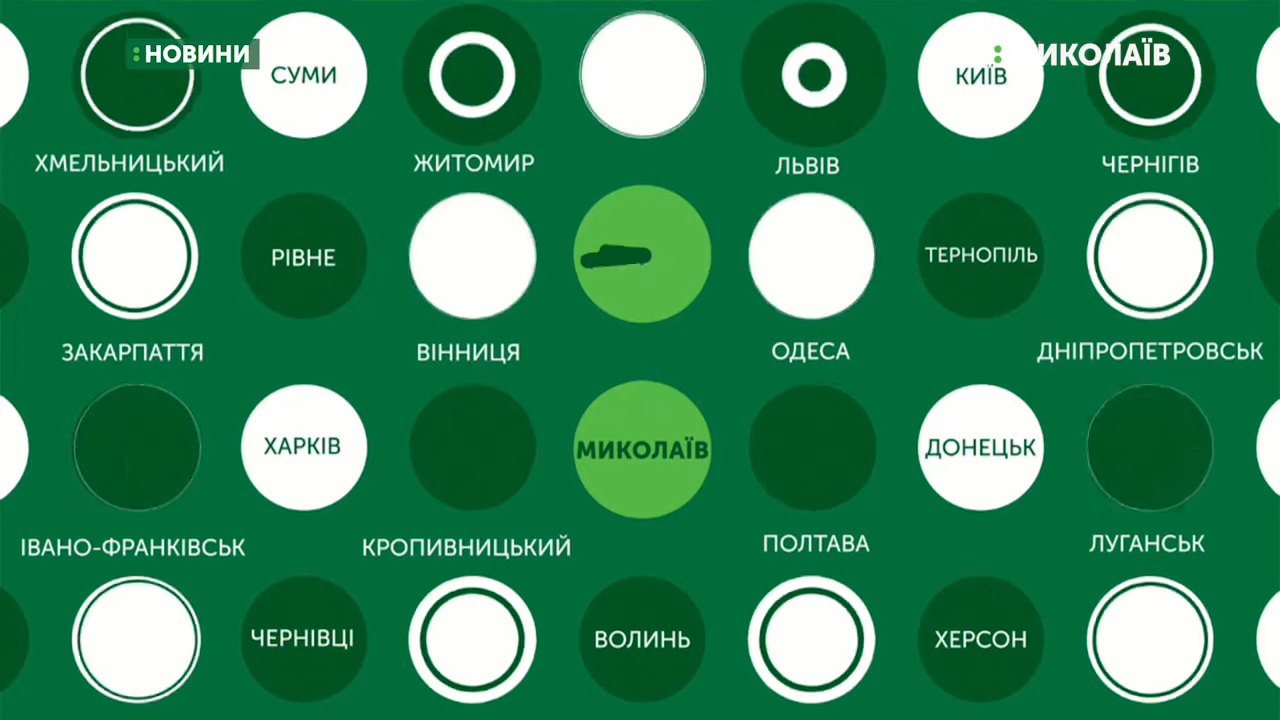 :НОВИНИ
СУМИ
КИЇВ
:МИКОЛАЇВ
ХМЕЛЬНИЦЬКИЙ
ЖИТОМИР
ЛЬВІВ
ЧЕРНІГІВ
РІВНЕ
ТЕРНОПІЛЬ
ЗАКАРПАТТЯ
ВІННИЦЯ
ОДЕСА
ДНІПРОПЕТРОВСЬК
ХАРКІВ
МИКОЛАЇВ
ДОНЕЦЬК
ІВАНО-ФРАНКІВСЬК
КРОПИВНИЦЬКИЙ
ПОЛТАВА
ЛУГАНСЬК
ЧЕРНІВЦІ
ВОЛИНЬ
ХЕРСОН